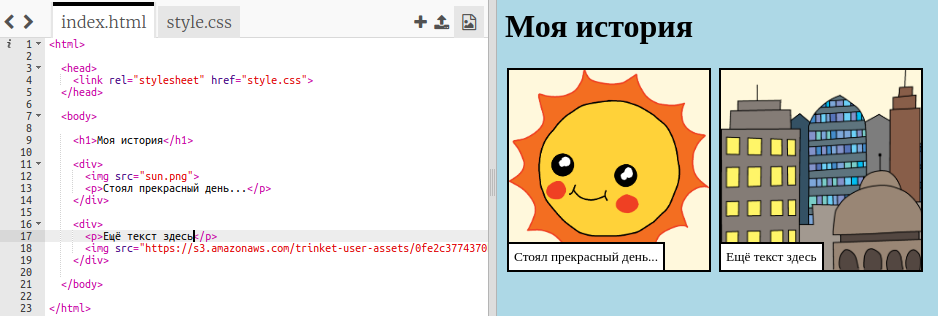 index.html
style.css
Моя история
1 <html>
2
3 <head>
4 <link rel="stylesheet" href="style.css">
5 </head>
6
7 <body>
8
9 <h1>Моя история</h1>
10
11 <div>
12 <img src="sun.png">
13 <p>Стоял прекрасный день...</p>
14 </div>
15
16 <div>
17 <p>Ещё текст здесь</p>
18 <img src="https://s3.amazonaws.com/trinket-user-assets/0fe2c3774370
19 </div>
20
21 </body>
22
23 </html>
Стоял прекрасный день...
Ещё текст здесь